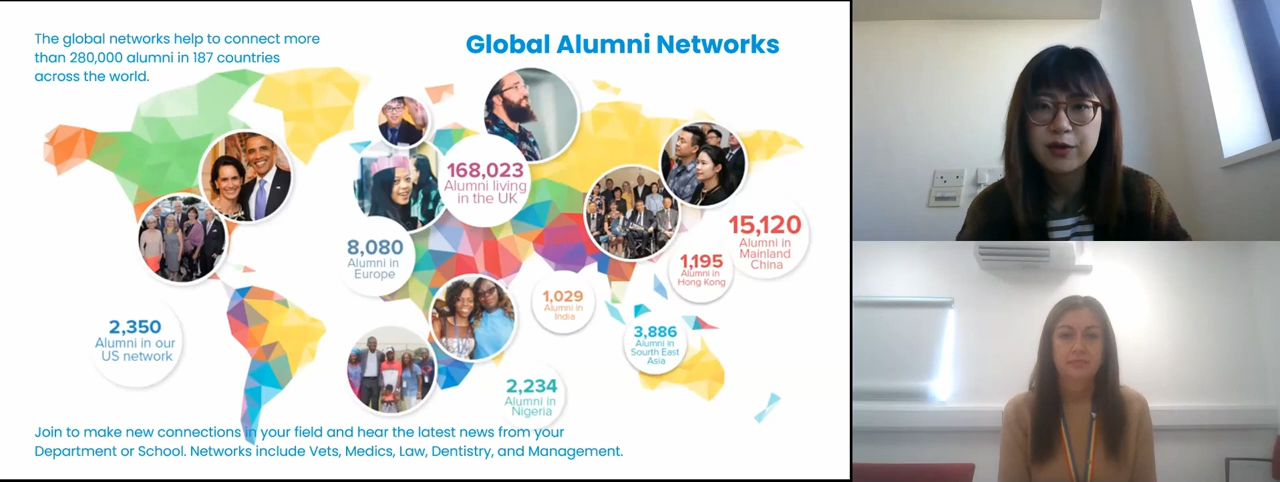 The global networks help to connect more
than 280,000 alumni in 187 countries
across the world.
Global Alumni Networks
168,023
Alumni living
in the UK
15,120
Alumni in
Mainland
China
8,080
Alumni in
Europe
1,195
Alumni in
Hong Kong
1,029
Alumni in
India
2,350
Alumni in our
US network
3,886
Alumni in
Sourth East
Asia
2,234
Alumni in
Nigeria
Join to make new connections in your field and hear the latest news from your
Department or School. Networks include Vets, Medics, Law, Dentistry, and Management.